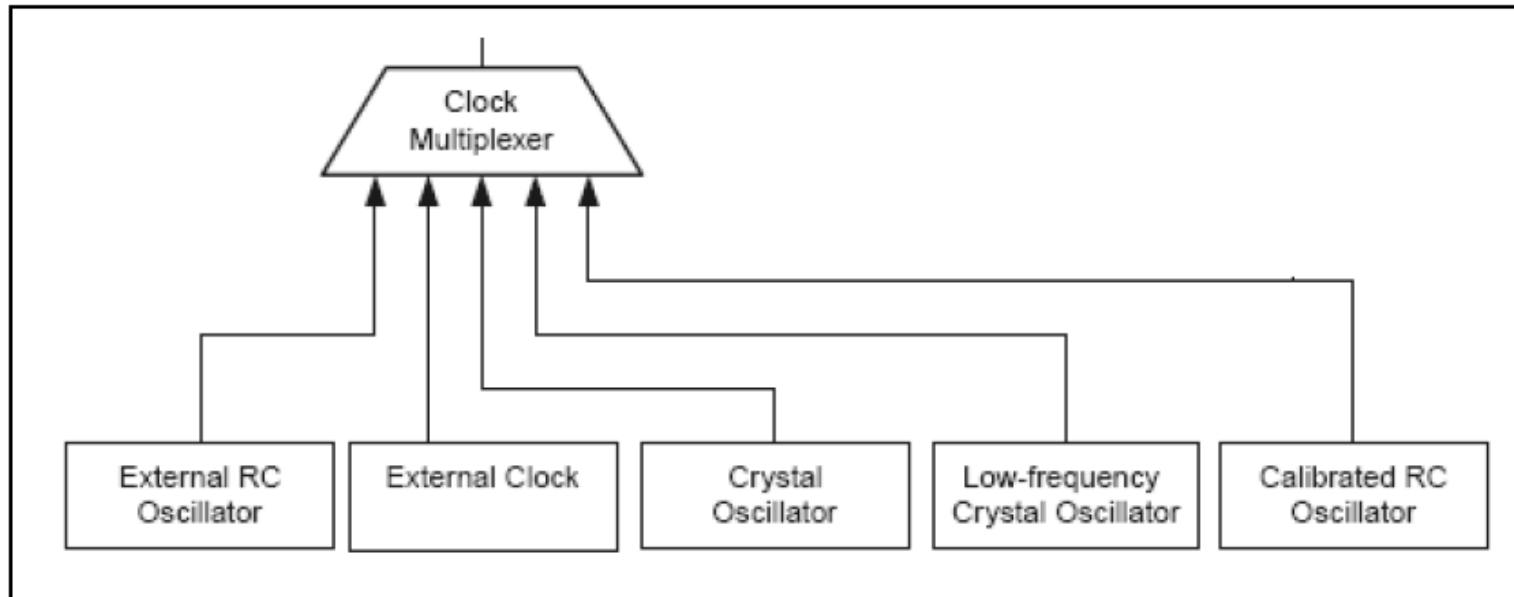 Clock
Multiplexer
External RC
Oscillator
External Clock
Crystal
Oscillator
Low-frequency
Crystal Oscillator
Calibrated RC
Oscillator